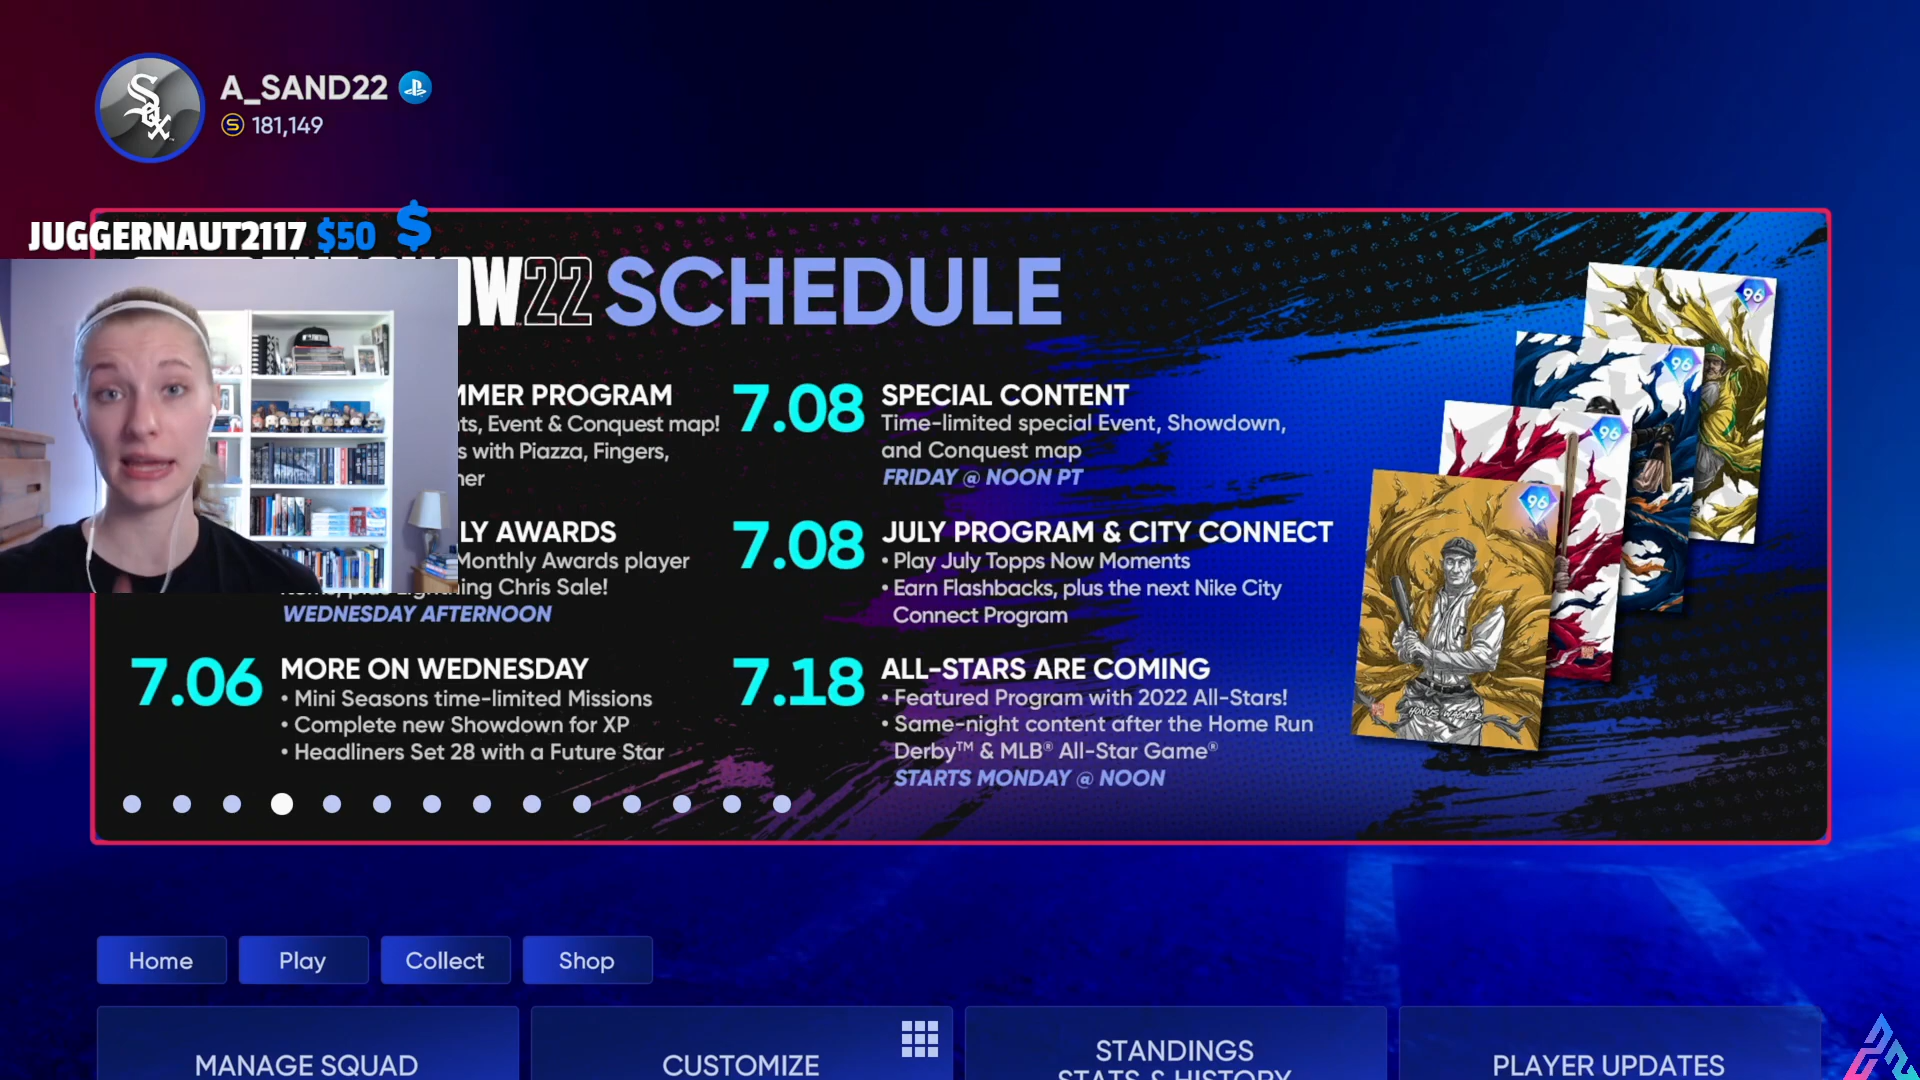 A_SAND22
181,149
JUGGERNAUT2117 $50 $
22 SCHEDULE
PROGRAM
Event & Conquest map!
with Piazza, Fingers,
AWARDS
Monthly Awards player
Chris Sale!
WEDNESDAY AFTERNOON
7.06 MORE ON WEDNESDAY
• Mini Seasons time-limited Missions
• Complete new Showdown for XP
• Headliners Set 28 with a Future Star
7.08 SPECIAL CONTENT
Time-limited special Event, Showdown,
and Conquest map
FRIDAY @ NOON PT
7.08 JULY PROGRAM & CITY CONNECT
• Play July Topps Now Moments
• Earn Flashbacks, plus the next Nike City
Connect Program
7.18 ALL-STARS ARE COMING
• Featured Program with 2022 All-Stars!
• Same-night content after the Home Run
Derby™ & MLB® All-Star Game®
STARTS MONDAY @ NOON
96
96
96
96
HONUS WAGNER
Home
Play
Collect
Shop
MANAGE SQUAD
CUSTOMIZE
STANDINGS
STATS & HISTORY
PLAYER UPDATES